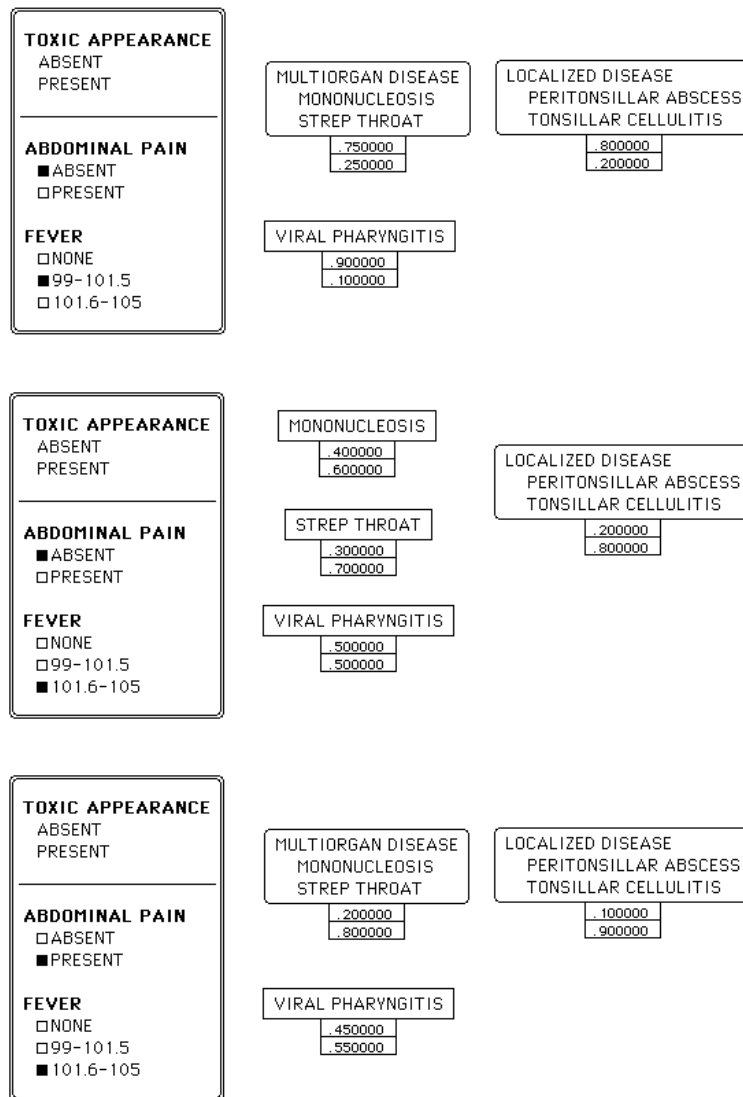 TOXIC APPEARANCE
ABSENT
PRESENT
ABDOMINAL PAIN
■ABSENT
□PRESENT
FEVER
□NONE
■99-101.5
□101.6-105
MULTIORGAN DISEASE
MONONUCLEOSIS
STREP THROAT
.750000
.250000
LOCALIZED DISEASE
PERITONSILLAR ABSCESS
TONSILLAR CELLULITIS
.800000
.200000
VIRAL PHARYNGITIS
.900000
.100000
TOXIC APPEARANCE
ABSENT
PRESENT
ABDOMINAL PAIN
■ABSENT
□PRESENT
FEVER
□NONE
□99-101.5
■101.6-105
MONONUCLEOSIS
.400000
.600000
STREP THROAT
.300000
.700000
VIRAL PHARYNGITIS
.500000
.500000
LOCALIZED DISEASE
PERITONSILLAR ABSCESS
TONSILLAR CELLULITIS
.200000
.800000
TOXIC APPEARANCE
ABSENT
PRESENT
ABDOMINAL PAIN
□ABSENT
■PRESENT
FEVER
□NONE
□99-101.5
■101.6-105
MULTIORGAN DISEASE
MONONUCLEOSIS
STREP THROAT
.200000
.800000
LOCALIZED DISEASE
PERITONSILLAR ABSCESS
TONSILLAR CELLULITIS
.100000
.900000
VIRAL PHARYNGITIS
.450000
.550000